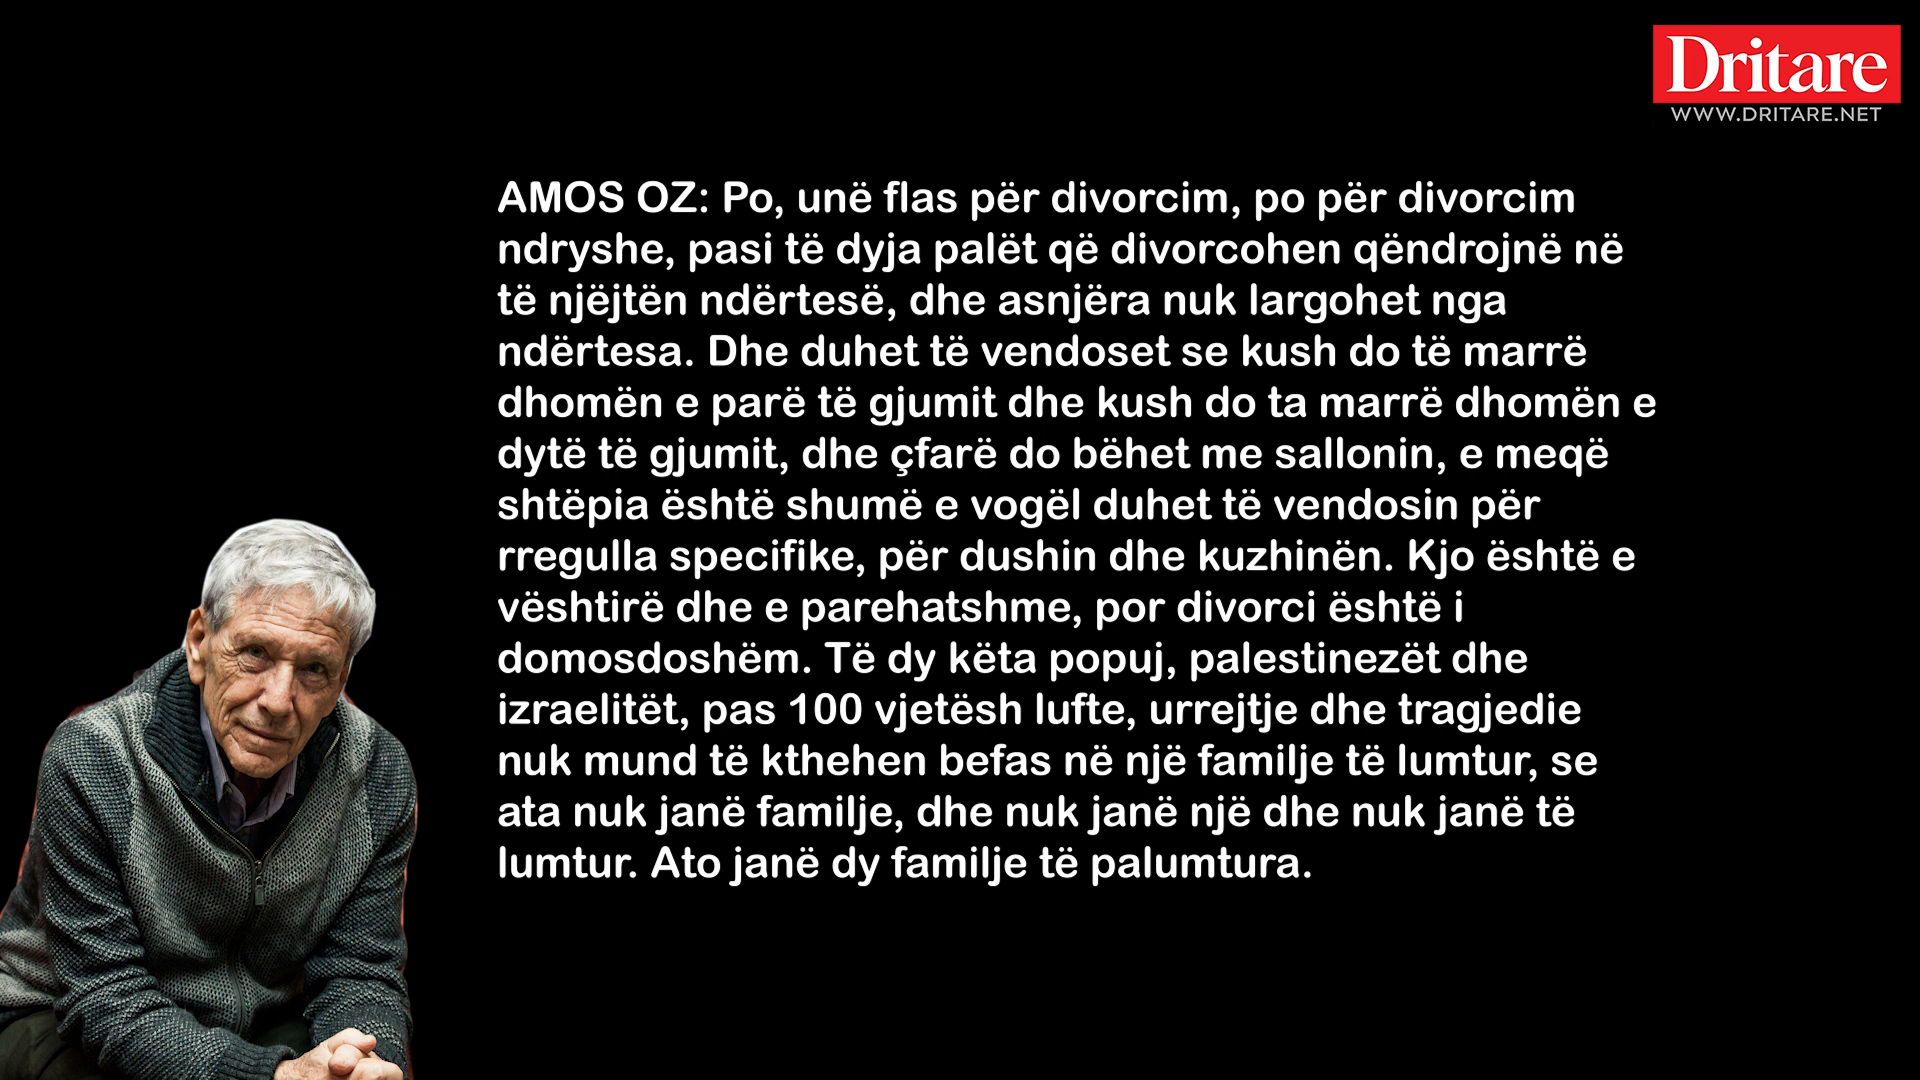 Dritare
WWW.DRITARE.NET
AMOS OZ: Po, unë flas për divorcim, po për divorcim
ndryshe, pasi të dyja palët që divorcohen qëndrojnë në
të njëjtën ndërtesë, dhe asnjëra nuk largohet nga
ndërtesa. Dhe duhet të vendoset se kush do të marrë
dhomën e parë të gjumit dhe kush do ta marrë dhomën e
dytë të gjumit, dhe çfarë do bëhet me sallonin, e meqë
shtëpia është shumë e vogël duhet të vendosin për
rregulla specifike, për dushin dhe kuzhinën. Kjo është e
vështirë dhe e parehatshme, por divorci është i
domosdoshëm. Të dy këta popuj, palestinezët dhe
izraelitët, pas 100 vjetësh lufte, urrejtje dhe tragjedie
nuk mund të kthehen befas në një familje të lumtur, se
ata nuk janë familje, dhe nuk janë një dhe nuk janë të
lumtur. Ato janë dy familje të palumtura.